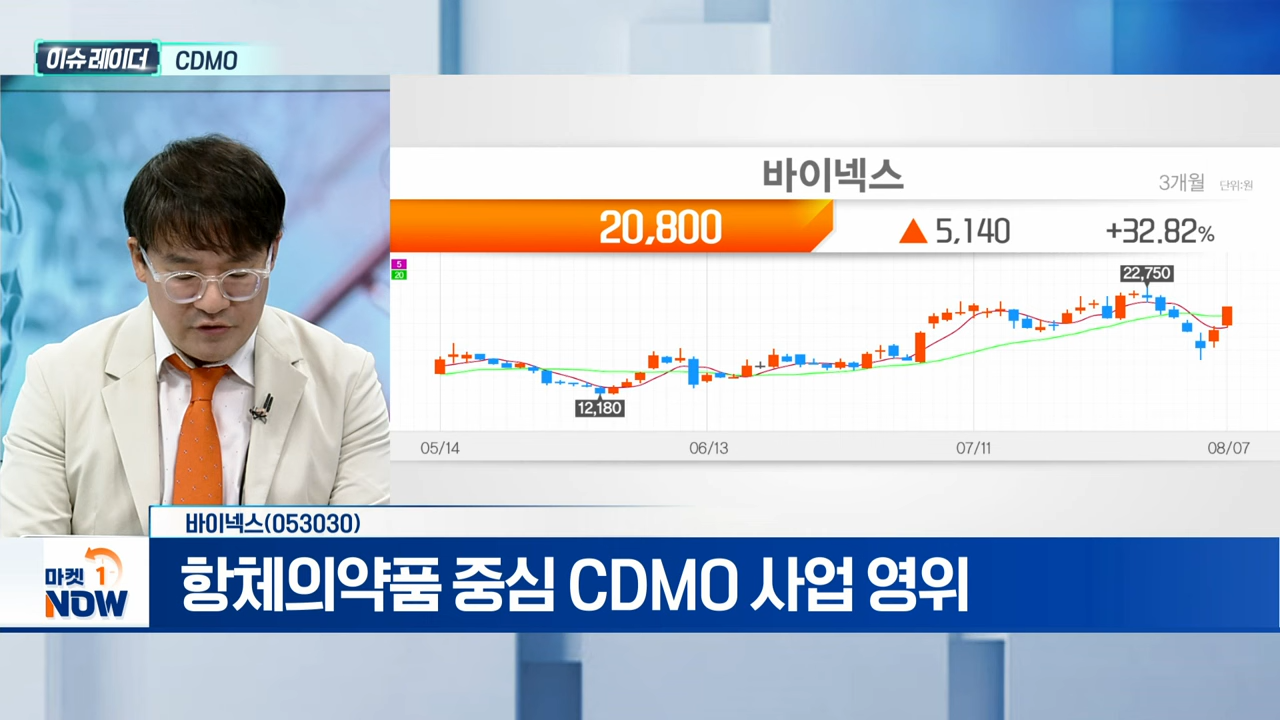 이슈레이더 CDMO
바이넥스
3개월 단위:원
20,800 ▲ 5,140 +32.82%
5
20
22,750
12,180
05/14 06/13 07/11 08/07
바이넥스(053030)
마켓 1
NOW
항체의약품 중심 CDMO 사업 영위